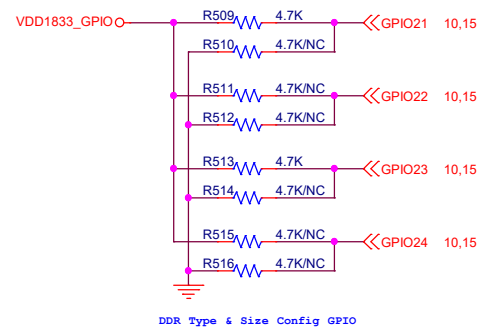 R509 4.7K
VDD1833_GPIO GPIO21 10,15
R510 4.7K/NC
R511 4.7K/NC
GPIO22 10,15
R512 4.7K/NC
R513 4.7K
GPIO23 10,15
R514 4.7K/NC
R515 4.7K/NC
GPIO24 10,15
R516 4.7K/NC
DDR Type & Size Config GPIO